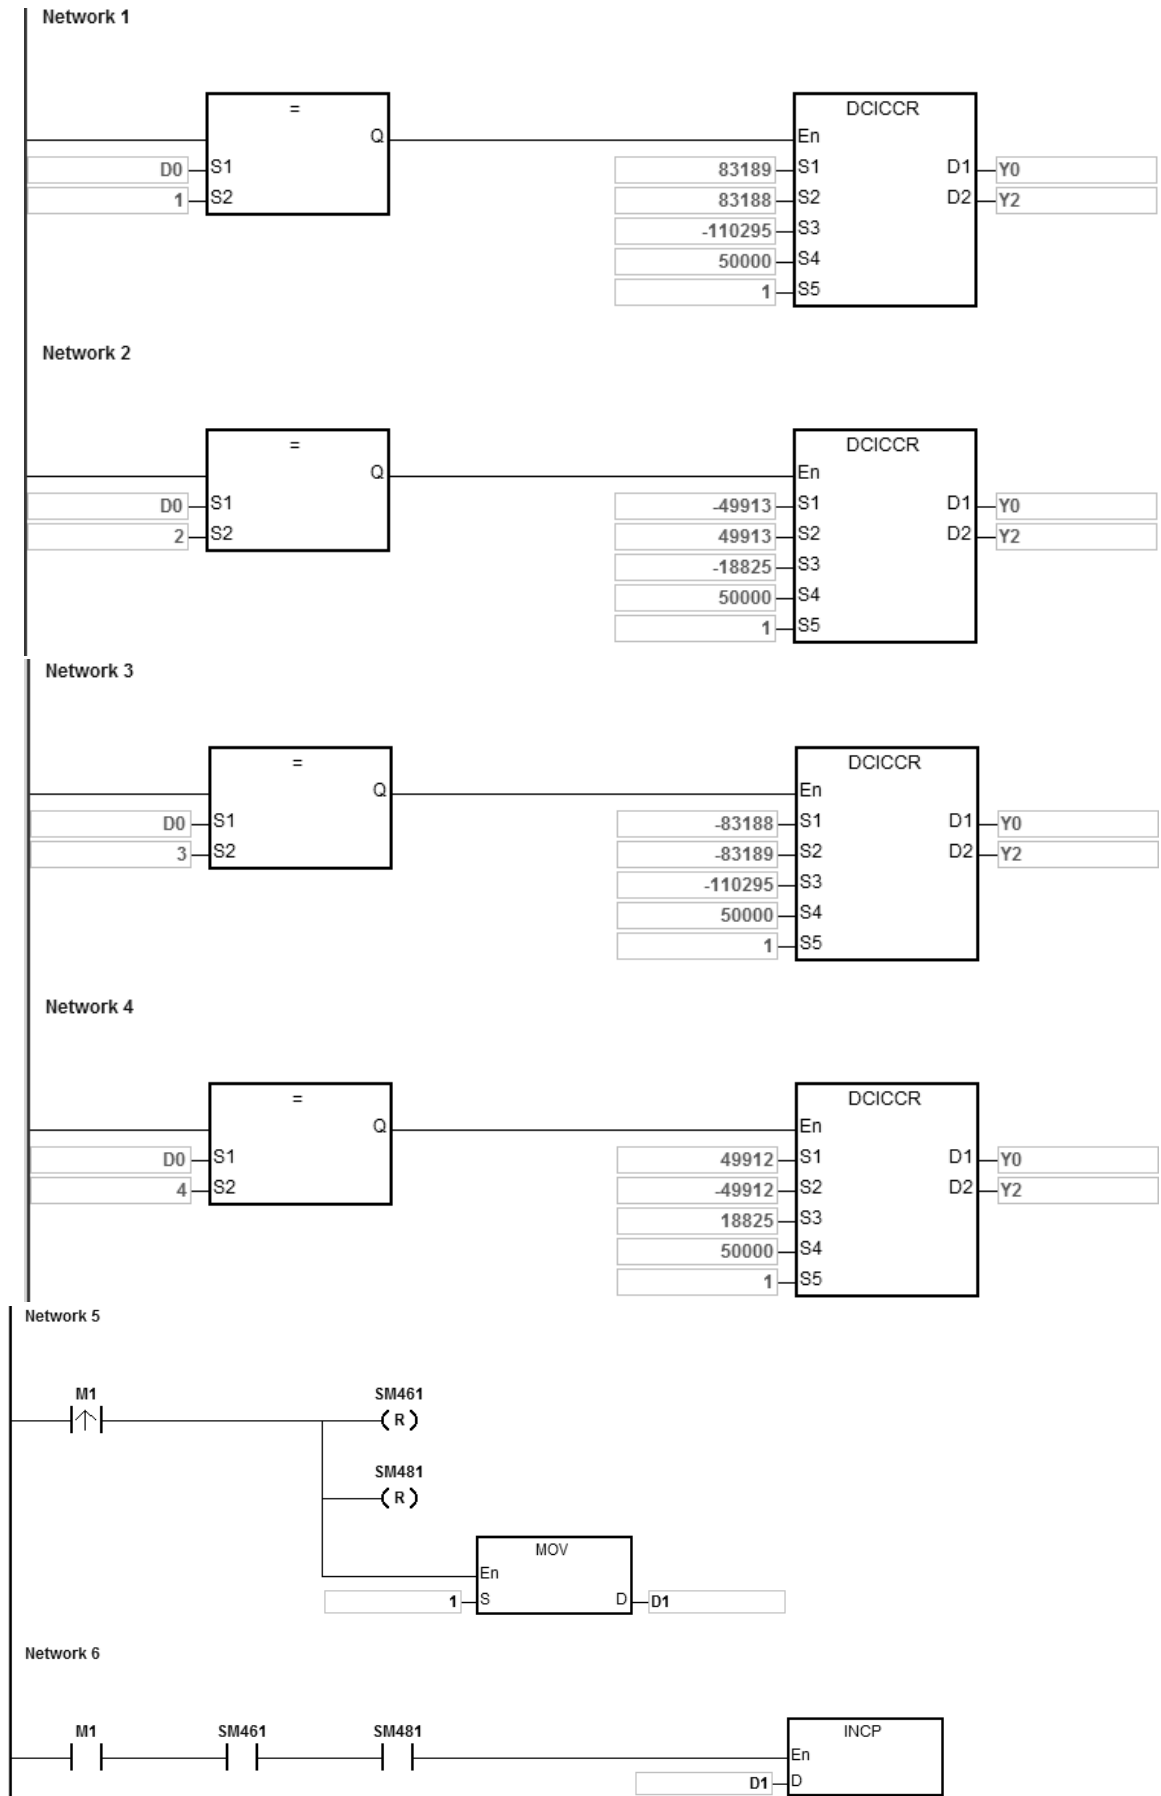 Network 1
=
DCICCR
Q
En
D0 S1
83189 S1
D1 Y0
1 S2
83188 S2
D2 Y2
-110295 S3
50000 S4
1 S5
Network 2
=
DCICCR
Q
En
D0 S1
-49913 S1
D1 Y0
2 S2
49913 S2
D2 Y2
-18825 S3
50000 S4
1 S5
Network 3
=
DCICCR
Q
En
D0 S1
-83188 S1
D1 Y0
3 S2
-83189 S2
D2 Y2
-110295 S3
50000 S4
1 S5
Network 4
=
DCICCR
Q
En
D0 S1
49912 S1
D1 Y0
4 S2
-49912 S2
D2 Y2
18825 S3
50000 S4
1 S5
Network 5
M1
SM461
R
SM481
R
MOV
En
1 S
D D1
Network 6
M1
SM461
SM481
INCP
En
D1 D